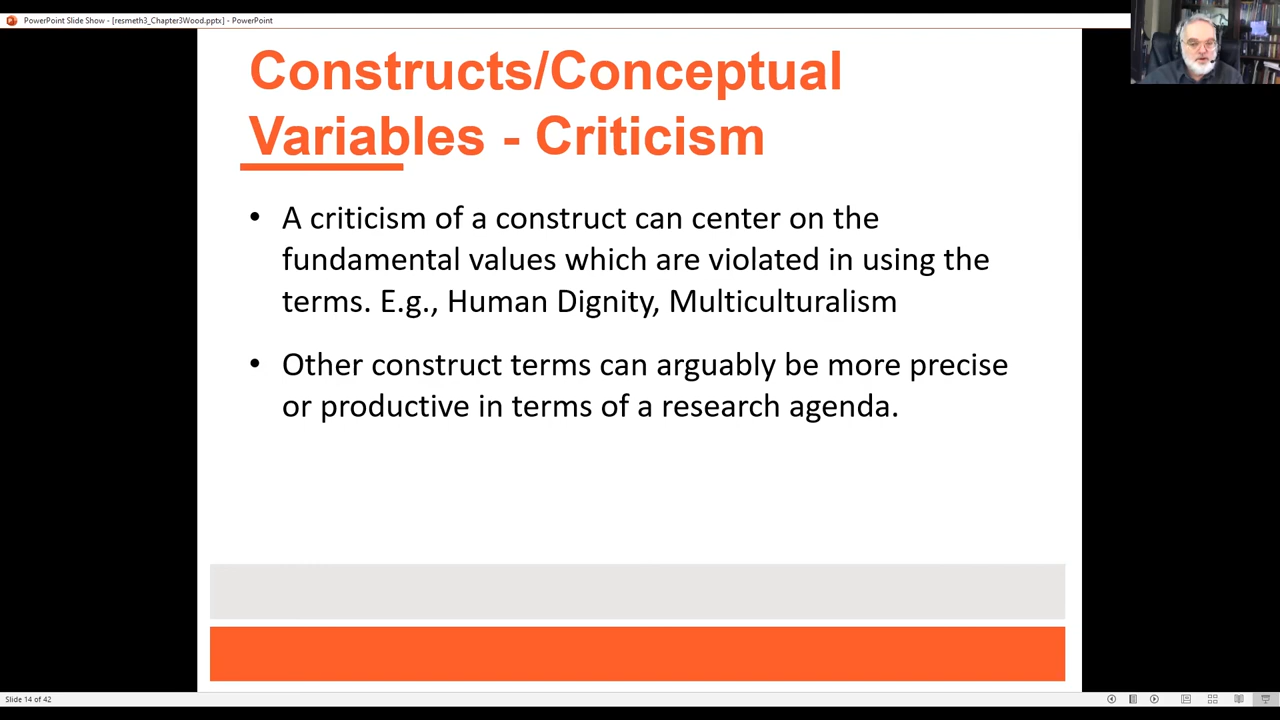 PowerPoint Slide Show - [resmeth3_Chapter3Wood.pptx] - PowerPoint
Constructs/Conceptual
Variables - Criticism
• A criticism of a construct can center on the
fundamental values which are violated in using the
terms. E.g., Human Dignity, Multiculturalism
• Other construct terms can arguably be more precise
or productive in terms of a research agenda.
Slide 14 of 42